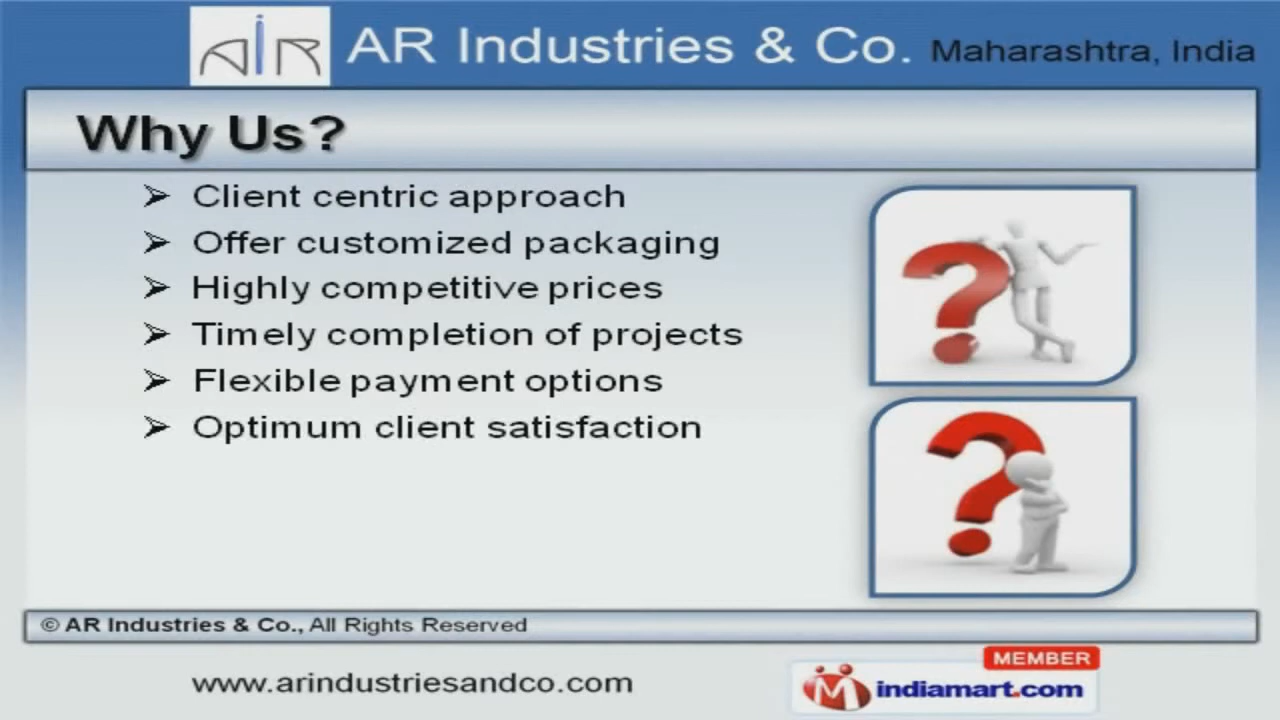 AiR AR Industries & Co. Maharashtra, India
Why Us?
➢ Client centric approach
➢ Offer customized packaging
➢ Highly competitive prices
➢ Timely completion of projects
➢ Flexible payment options
➢ Optimum client satisfaction
© AR Industries & Co., All Rights Reserved
MEMBER
www.arindustriesandco.com
indiamart.com